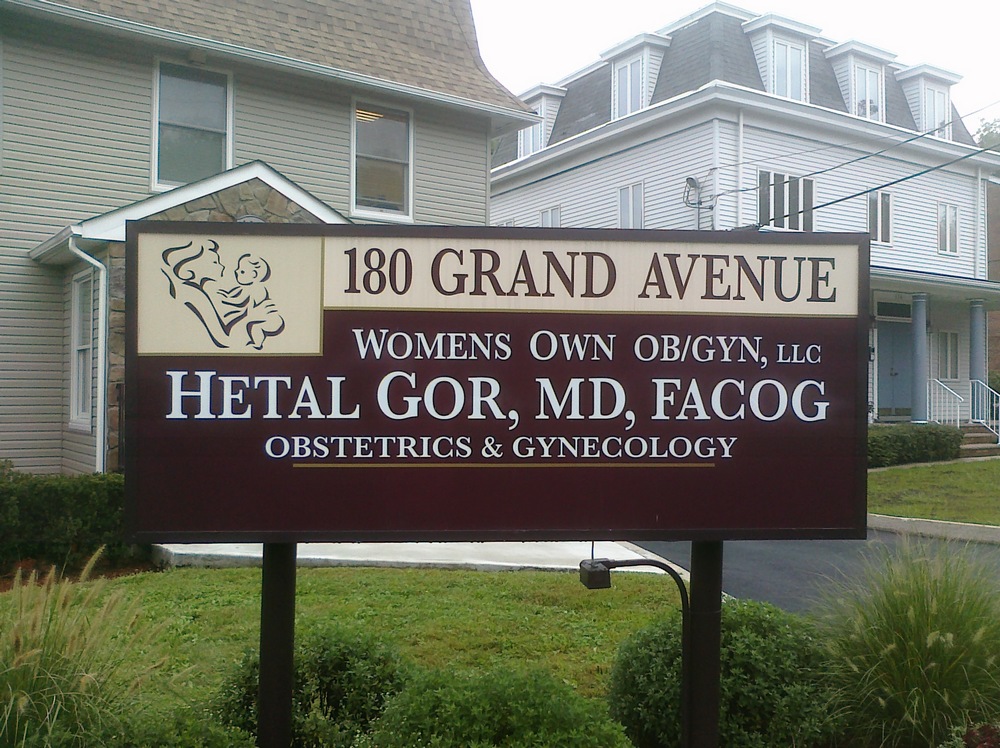 180 GRAND AVENUE
WOMENS OWN OB/GYN, LLC
HETAL GOR, MD, FACOG
OBSTETRICS & GYNECOLOGY